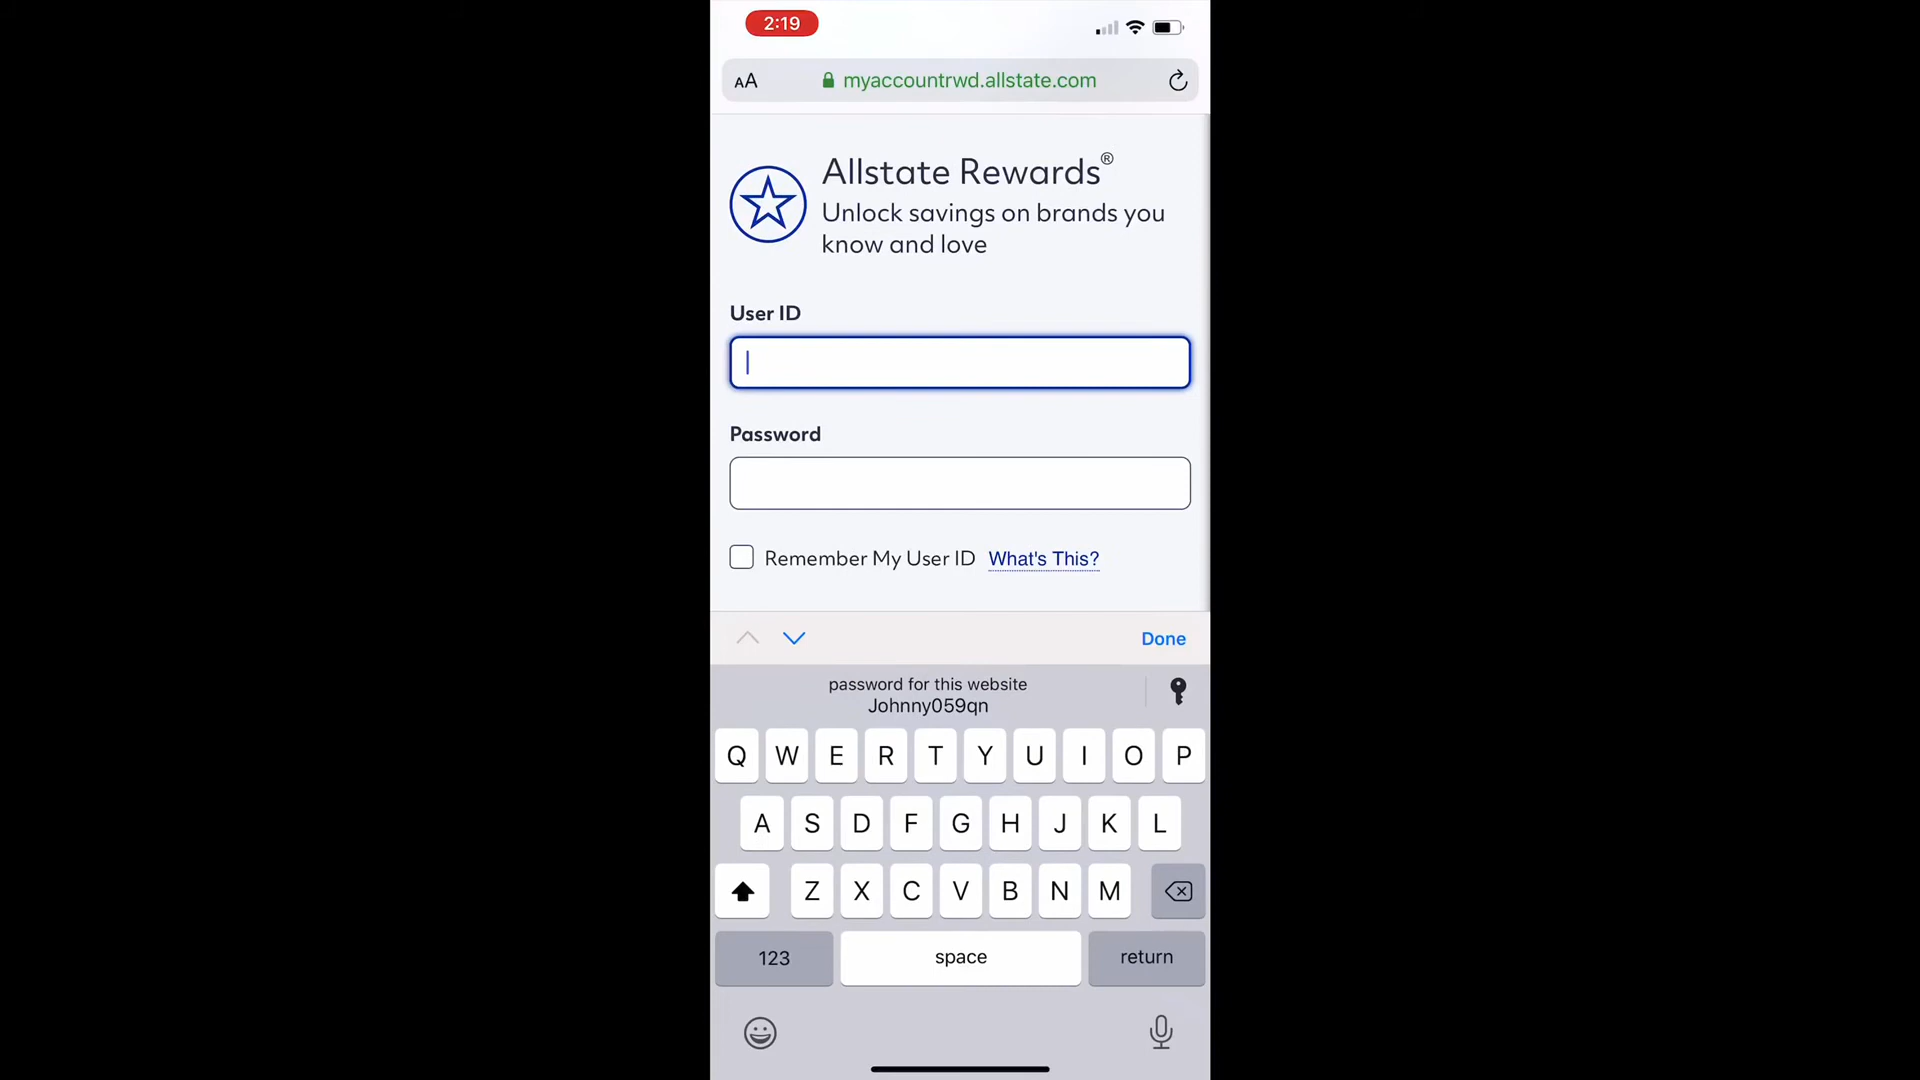 2:19
AA myaccountrwd.allstate.com
Allstate Rewards®
Unlock savings on brands you
know and love
User ID
Password
Remember My User ID What's This?
Done
password for this website
Johnny059qn
Q W E R T Y U I O P
A S D F G H J K L
Z X C V B N M
123 space return